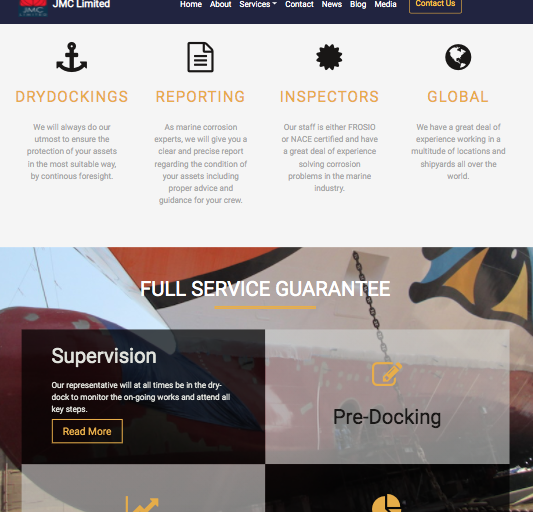 JMC Limited
Home About Services Contact News Blog Media Contact Us
JMC
DRYDOCKINGS
We will always do our
utmost to ensure the
protection of your assets
in the most suitable way,
by continous foresight.
REPORTING
As marine corrosion
experts, we will give you a
clear and precise report
regarding the condition of
your assets including
proper advice and
guidance for your crew.
INSPECTORS
Our staff is either FROSIO
or NACE certified and have
a great deal of experience
solving corrosion
problems in the marine
industry.
GLOBAL
We have a great deal of
experience working in a
multitude of locations and
shipyards all over the
world.
FULL SERVICE GUARANTEE
Supervision
Our representative will at all times be in the dry-
dock to monitor the on-going works and attend all
key steps.
Read More
Pre-Docking